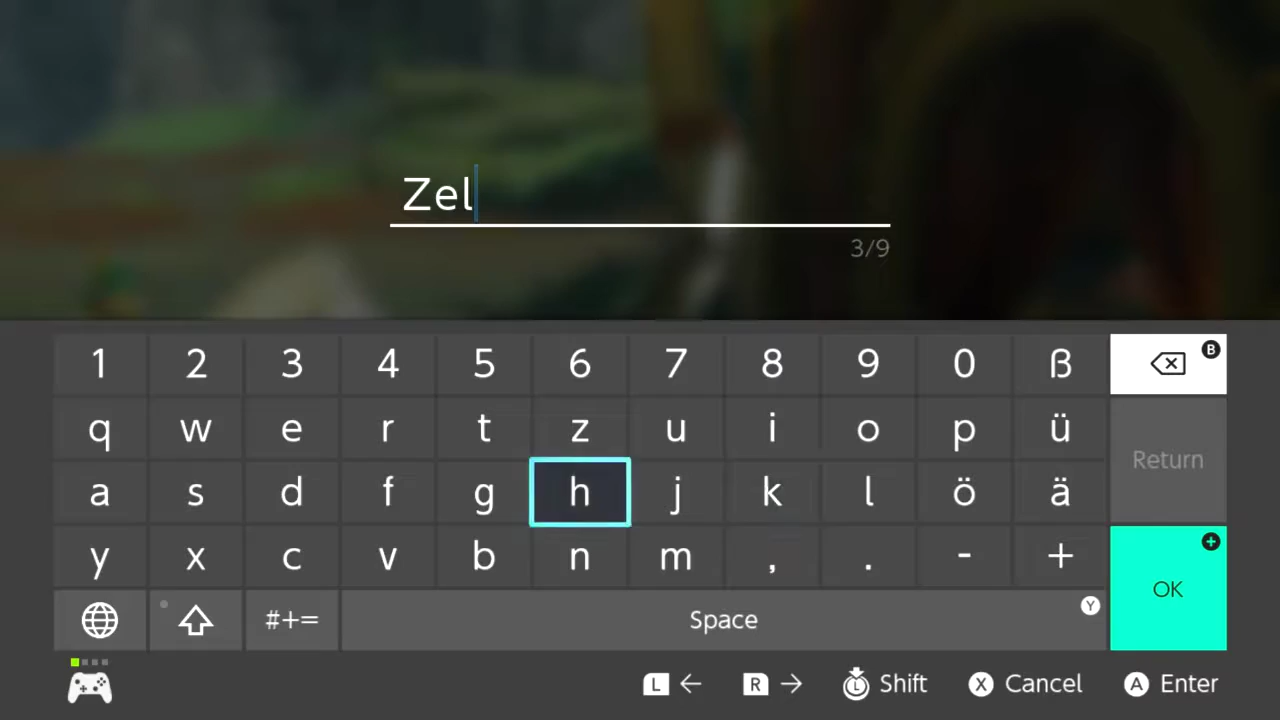 Zel
3/9
1 2 3 4 5 6 7 8 9 0 ß B
q w e r t z u i o p ü
Return
a s d f g h j k l ö ä
y x c v b n m , . - +
OK
#+= Space Y
L ← R → L Shift X Cancel A Enter